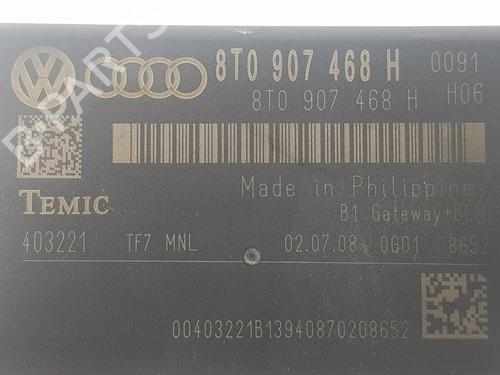 B-PARTS
8T0 907 468 H 0091
8T0 907 468 H H06
TEMIC
Made in Philippines
B1 Gateway+BCM
403221 TF7 MNL 02.07.08 0G01 8652
00403221B13940870208652